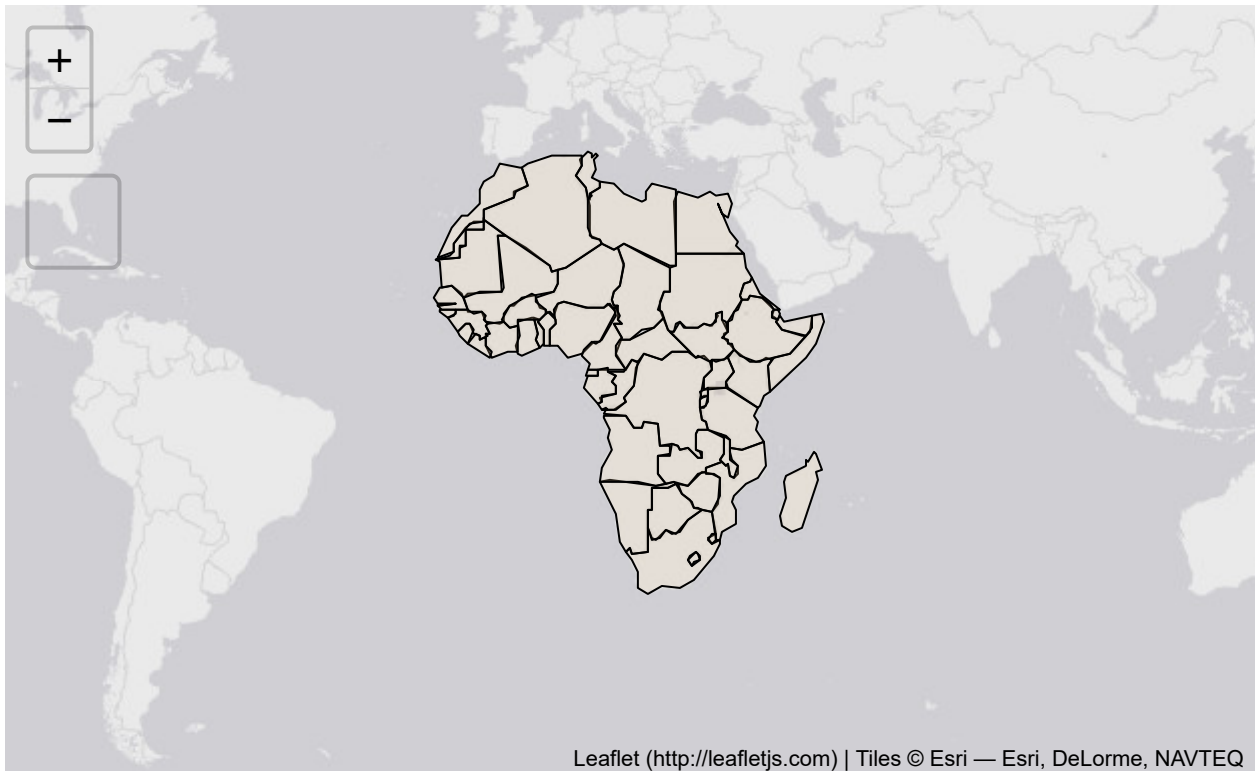 +
−
Leaflet (http://leafletjs.com) | Tiles © Esri — Esri, DeLorme, NAVTEQ